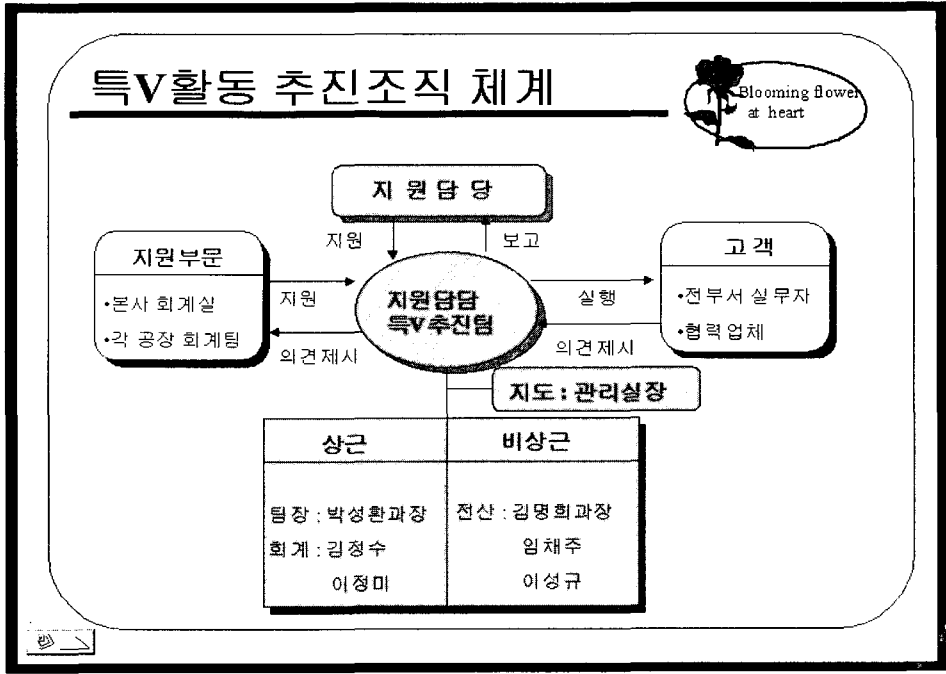 특V활동 추진조직 체계
Blooming flower
at heart
지원담당
지원
보고
지원부문
•본사 회계실
•각 공장 회계팀
지원
의견제시
지원담담
특V추진팀
실행
의견제시
고객
•전부서 실무자
•협력업체
지도 : 관리실장
상근
비상근
팀장 : 박성환과장
회계 : 김정수
이정미
전산 : 김명희과장
임채주
이성규